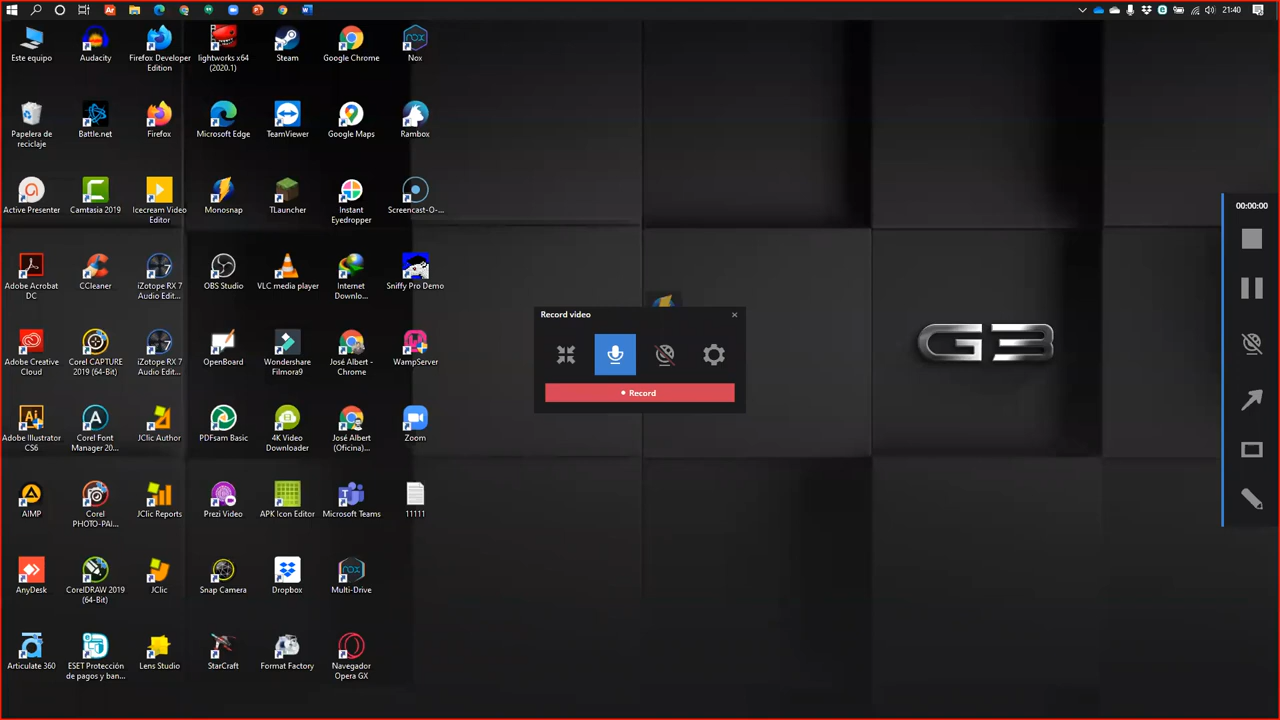 21:40
Este equipo
Audacity
Firefox Developer
Edition
lightworks x64
(2020.1)
Steam
Google Chrome
Nox
Papelera de
reciclaje
Battle.net
Firefox
Microsoft Edge
TeamViewer
Google Maps
Rambox
Active Presenter
Camtasia 2019
Icecream Video
Editor
Monosnap
TLauncher
Instant
Eyedropper
Screencast-O-...
00:00:00
Adobe Acrobat
DC
CCleaner
iZotope RX 7
Audio Edit...
OBS Studio
VLC media player
Internet
Downlo...
Sniffy Pro Demo
Record video
Record
G3
Adobe Creative
Cloud
Corel CAPTURE
2019 (64-Bit)
iZotope RX 7
Audio Edit...
OpenBoard
Wondershare
Filmora9
José Albert -
Chrome
WampServer
Adobe Illustrator
CS6
Corel Font
Manager 20...
JClic Author
PDFsam Basic
4K Video
Downloader
José Albert
(Oficina)...
Zoom
AIMP
Corel
PHOTO-PAI...
JClic Reports
Prezi Video
APK Icon Editor
Microsoft Teams
11111
AnyDesk
CorelDRAW 2019
(64-Bit)
JClic
Snap Camera
Dropbox
Multi-Drive
Articulate 360
ESET Protección
de pagos y ban...
Lens Studio
StarCraft
Format Factory
Navegador
Opera GX